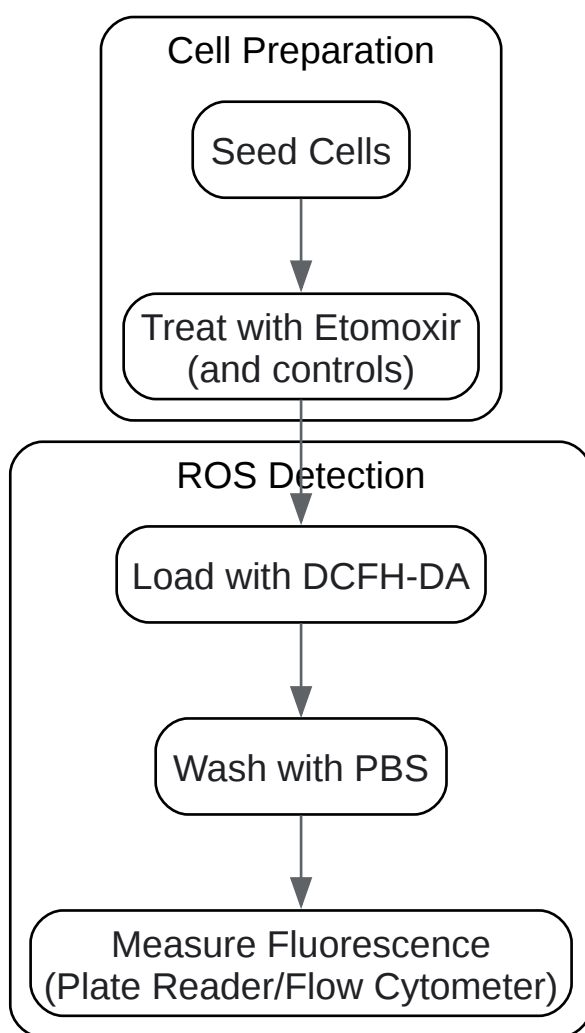 Cell Preparation
Seed Cells
Treat with Etomoxir
(and controls)
ROS Detection
Load with DCFH-DA
Wash with PBS
Measure Fluorescence
(Plate Reader/Flow Cytometer)